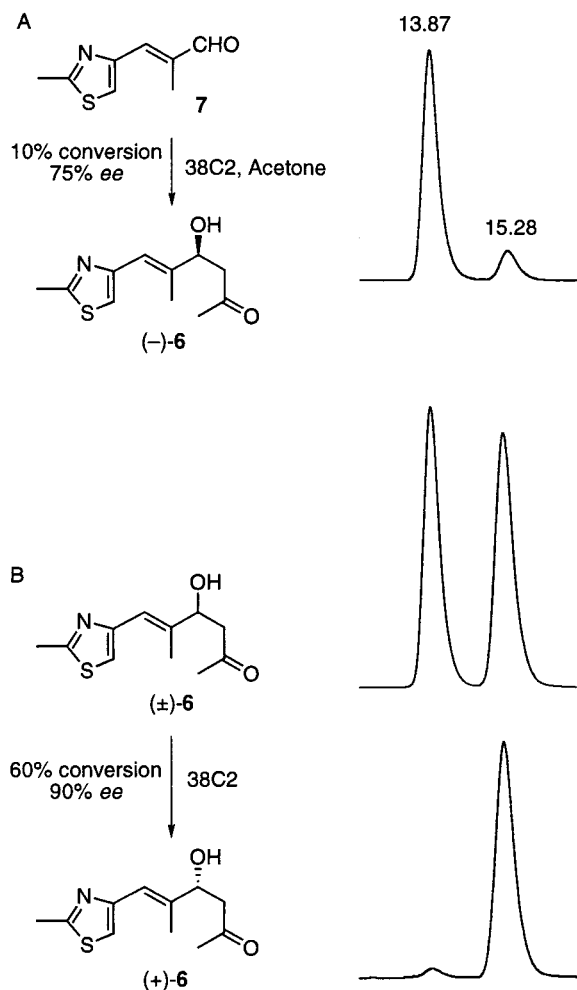 A
N
S
CHO
7
13.87
15.28
10% conversion
75% ee
38C2, Acetone
OH
N
S
O
(–)-6
B
OH
N
S
O
(±)-6
60% conversion
90% ee
38C2
OH
N
S
O
(+)-6